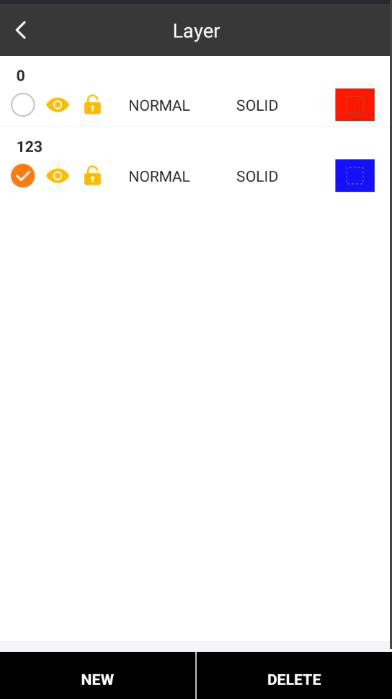 Layer
0
NORMAL SOLID
123
NORMAL SOLID
NEW DELETE